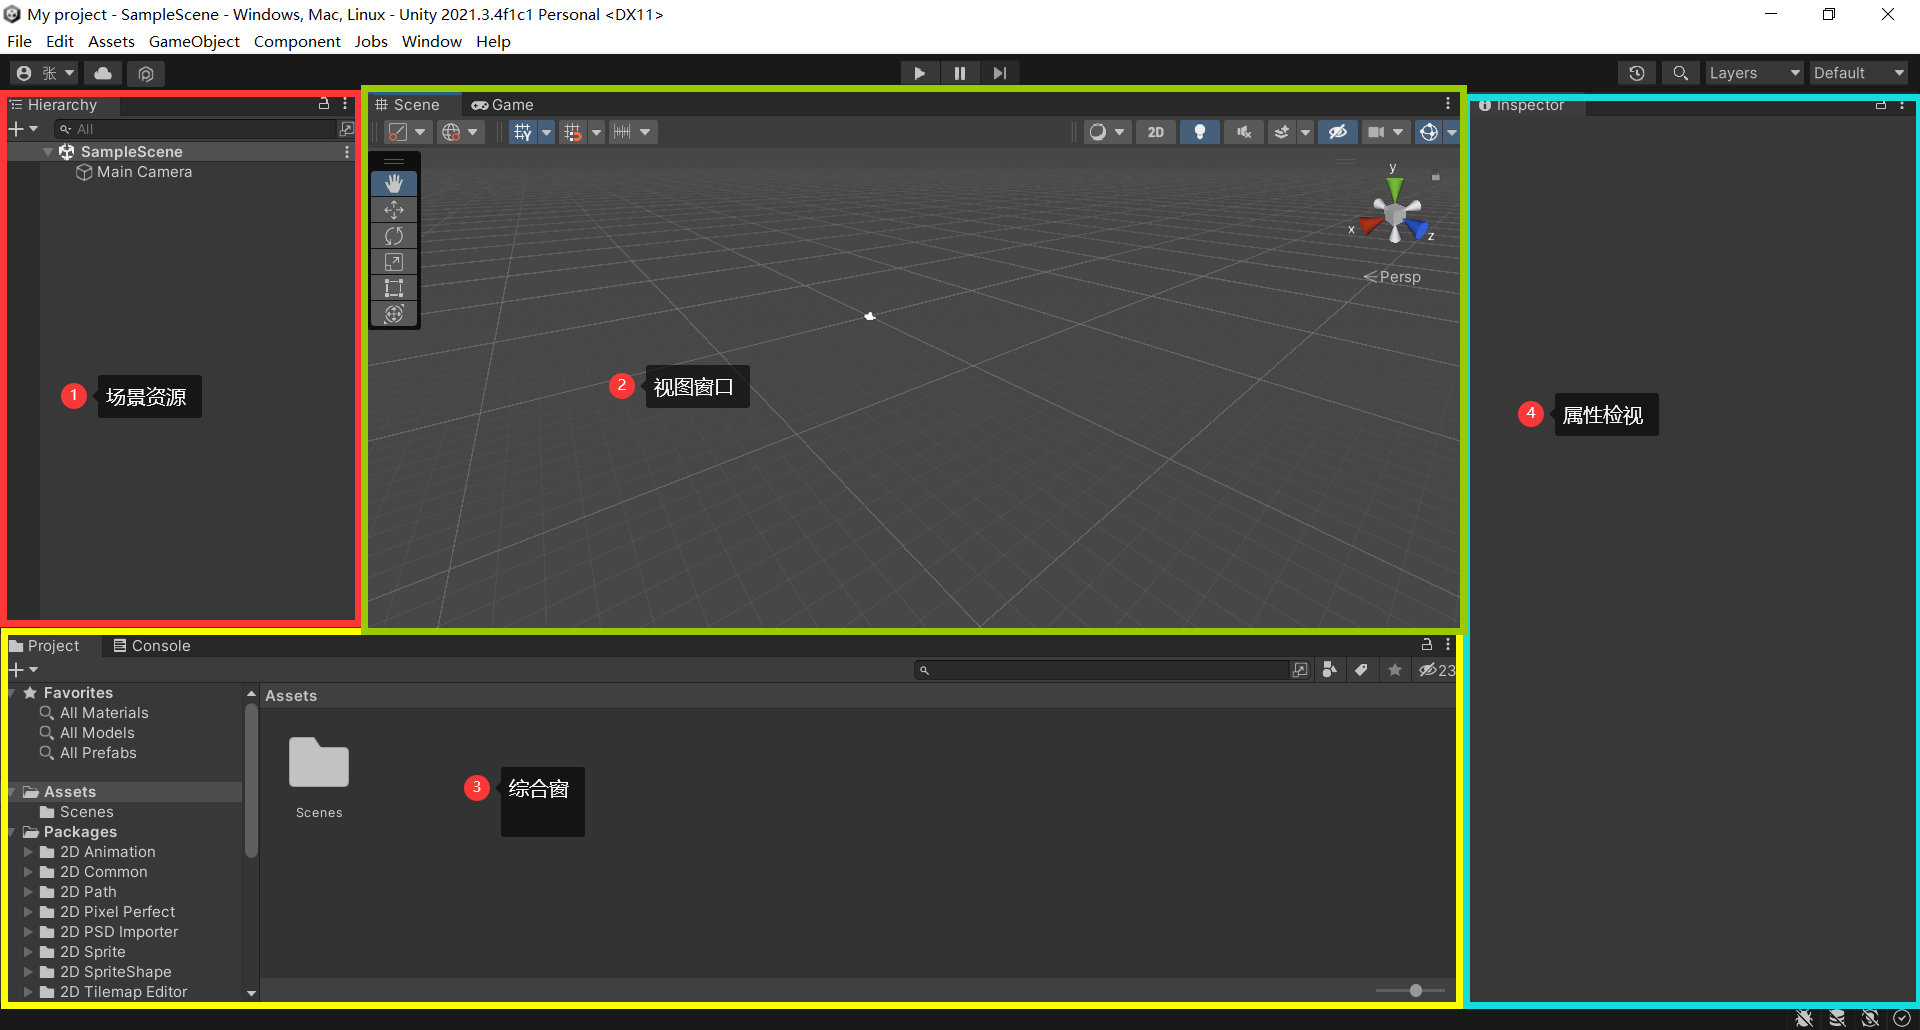 My project - SampleScene - Windows, Mac, Linux - Unity 2021.3.4f1c1 Personal <DX11>
File Edit Assets GameObject Component Jobs Window Help
张 Layers Default
Hierarchy
All
SampleScene
Main Camera
1 场景资源
Scene Game
2D
y
x
z
Persp
2 视图窗口
Inspector
4 属性检视
Project Console
23
Favorites
All Materials
All Models
All Prefabs
Assets
Scenes
Packages
2D Animation
2D Common
2D Path
2D Pixel Perfect
2D PSD Importer
2D Sprite
2D SpriteShape
2D Tilemap Editor
Assets
Scenes
3 综合窗